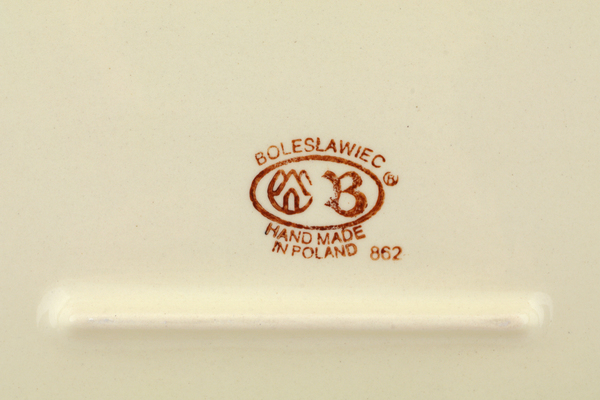 BOLESLAWIEC
B ®
HAND MADE
IN POLAND 862